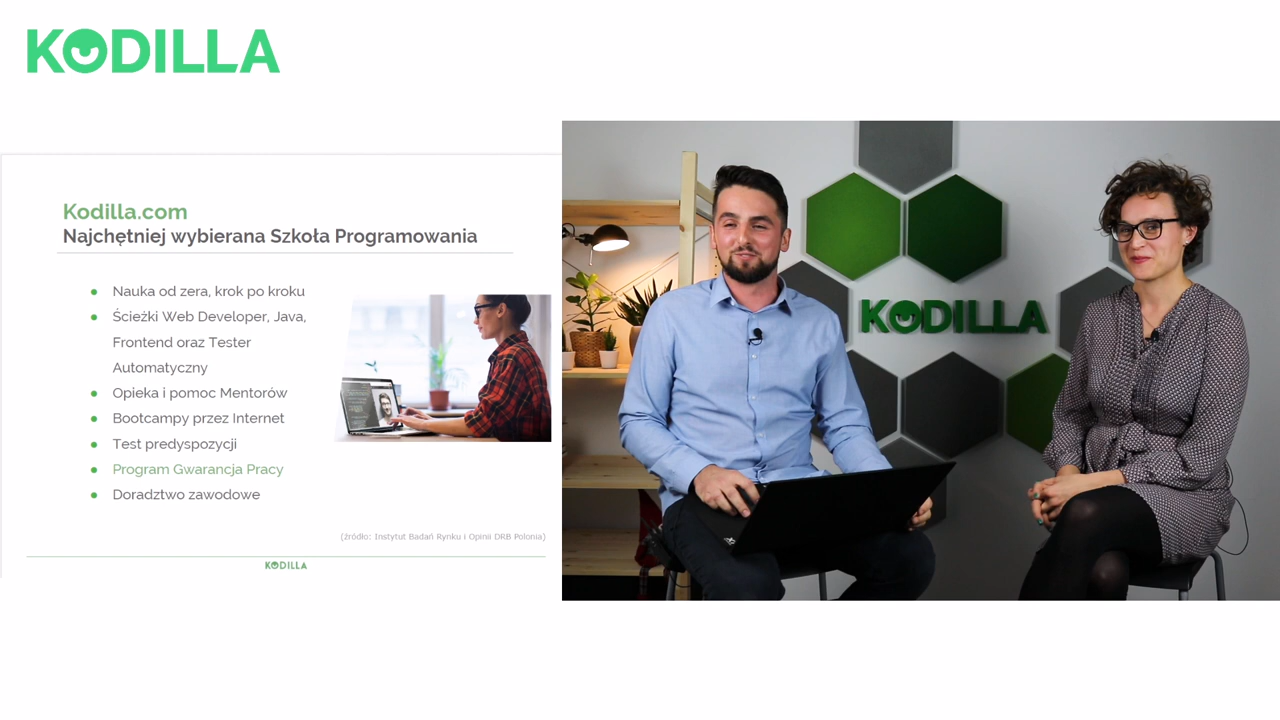 KODILLA
Kodilla.com
Najchętniej wybierana Szkoła Programowania
Nauka od zera, krok po kroku
Ścieżki Web Developer, Java,
Frontend oraz Tester
Automatyczny
Opieka i pomoc Mentorów
Bootcampy przez Internet
Test predyspozycji
Program Gwarancja Pracy
Doradztwo zawodowe
(źródło: Instytut Badań Rynku i Opinii DRB Polonia)
KODILLA
KODILLA